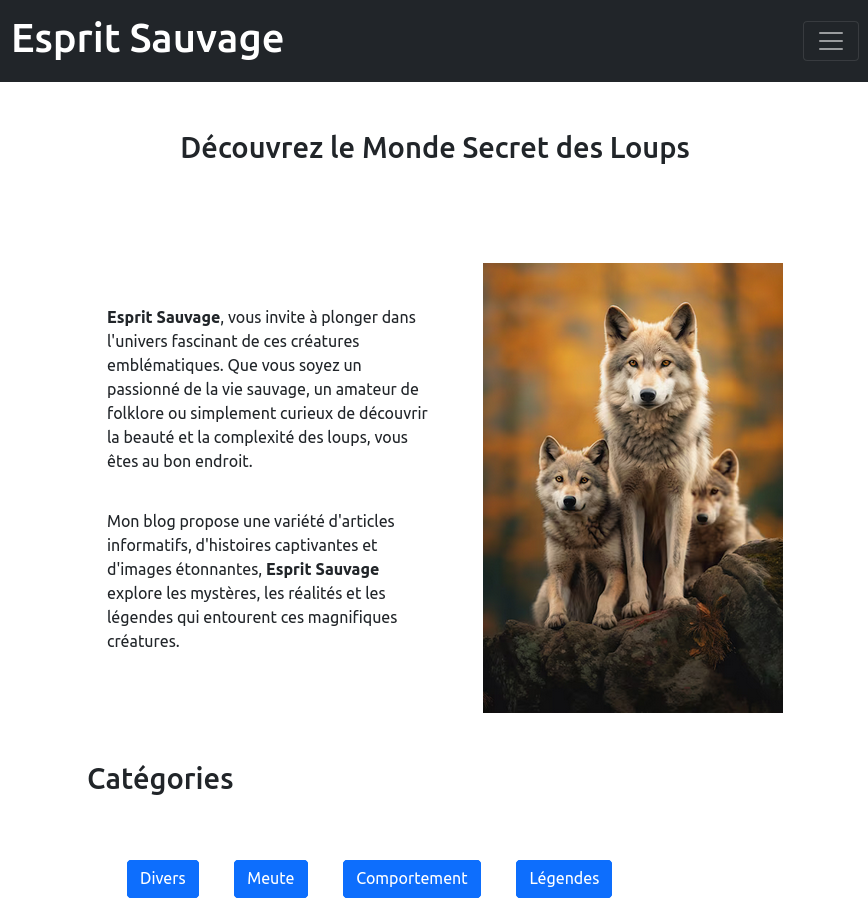 Esprit Sauvage
Découvrez le Monde Secret des Loups
Esprit Sauvage, vous invite à plonger dans
l'univers fascinant de ces créatures
emblématiques. Que vous soyez un
passionné de la vie sauvage, un amateur de
folklore ou simplement curieux de découvrir
la beauté et la complexité des loups, vous
êtes au bon endroit.
Mon blog propose une variété d'articles
informatifs, d'histoires captivantes et
d'images étonnantes, Esprit Sauvage
explore les mystères, les réalités et les
légendes qui entourent ces magnifiques
créatures.
Catégories
Divers Meute Comportement Légendes